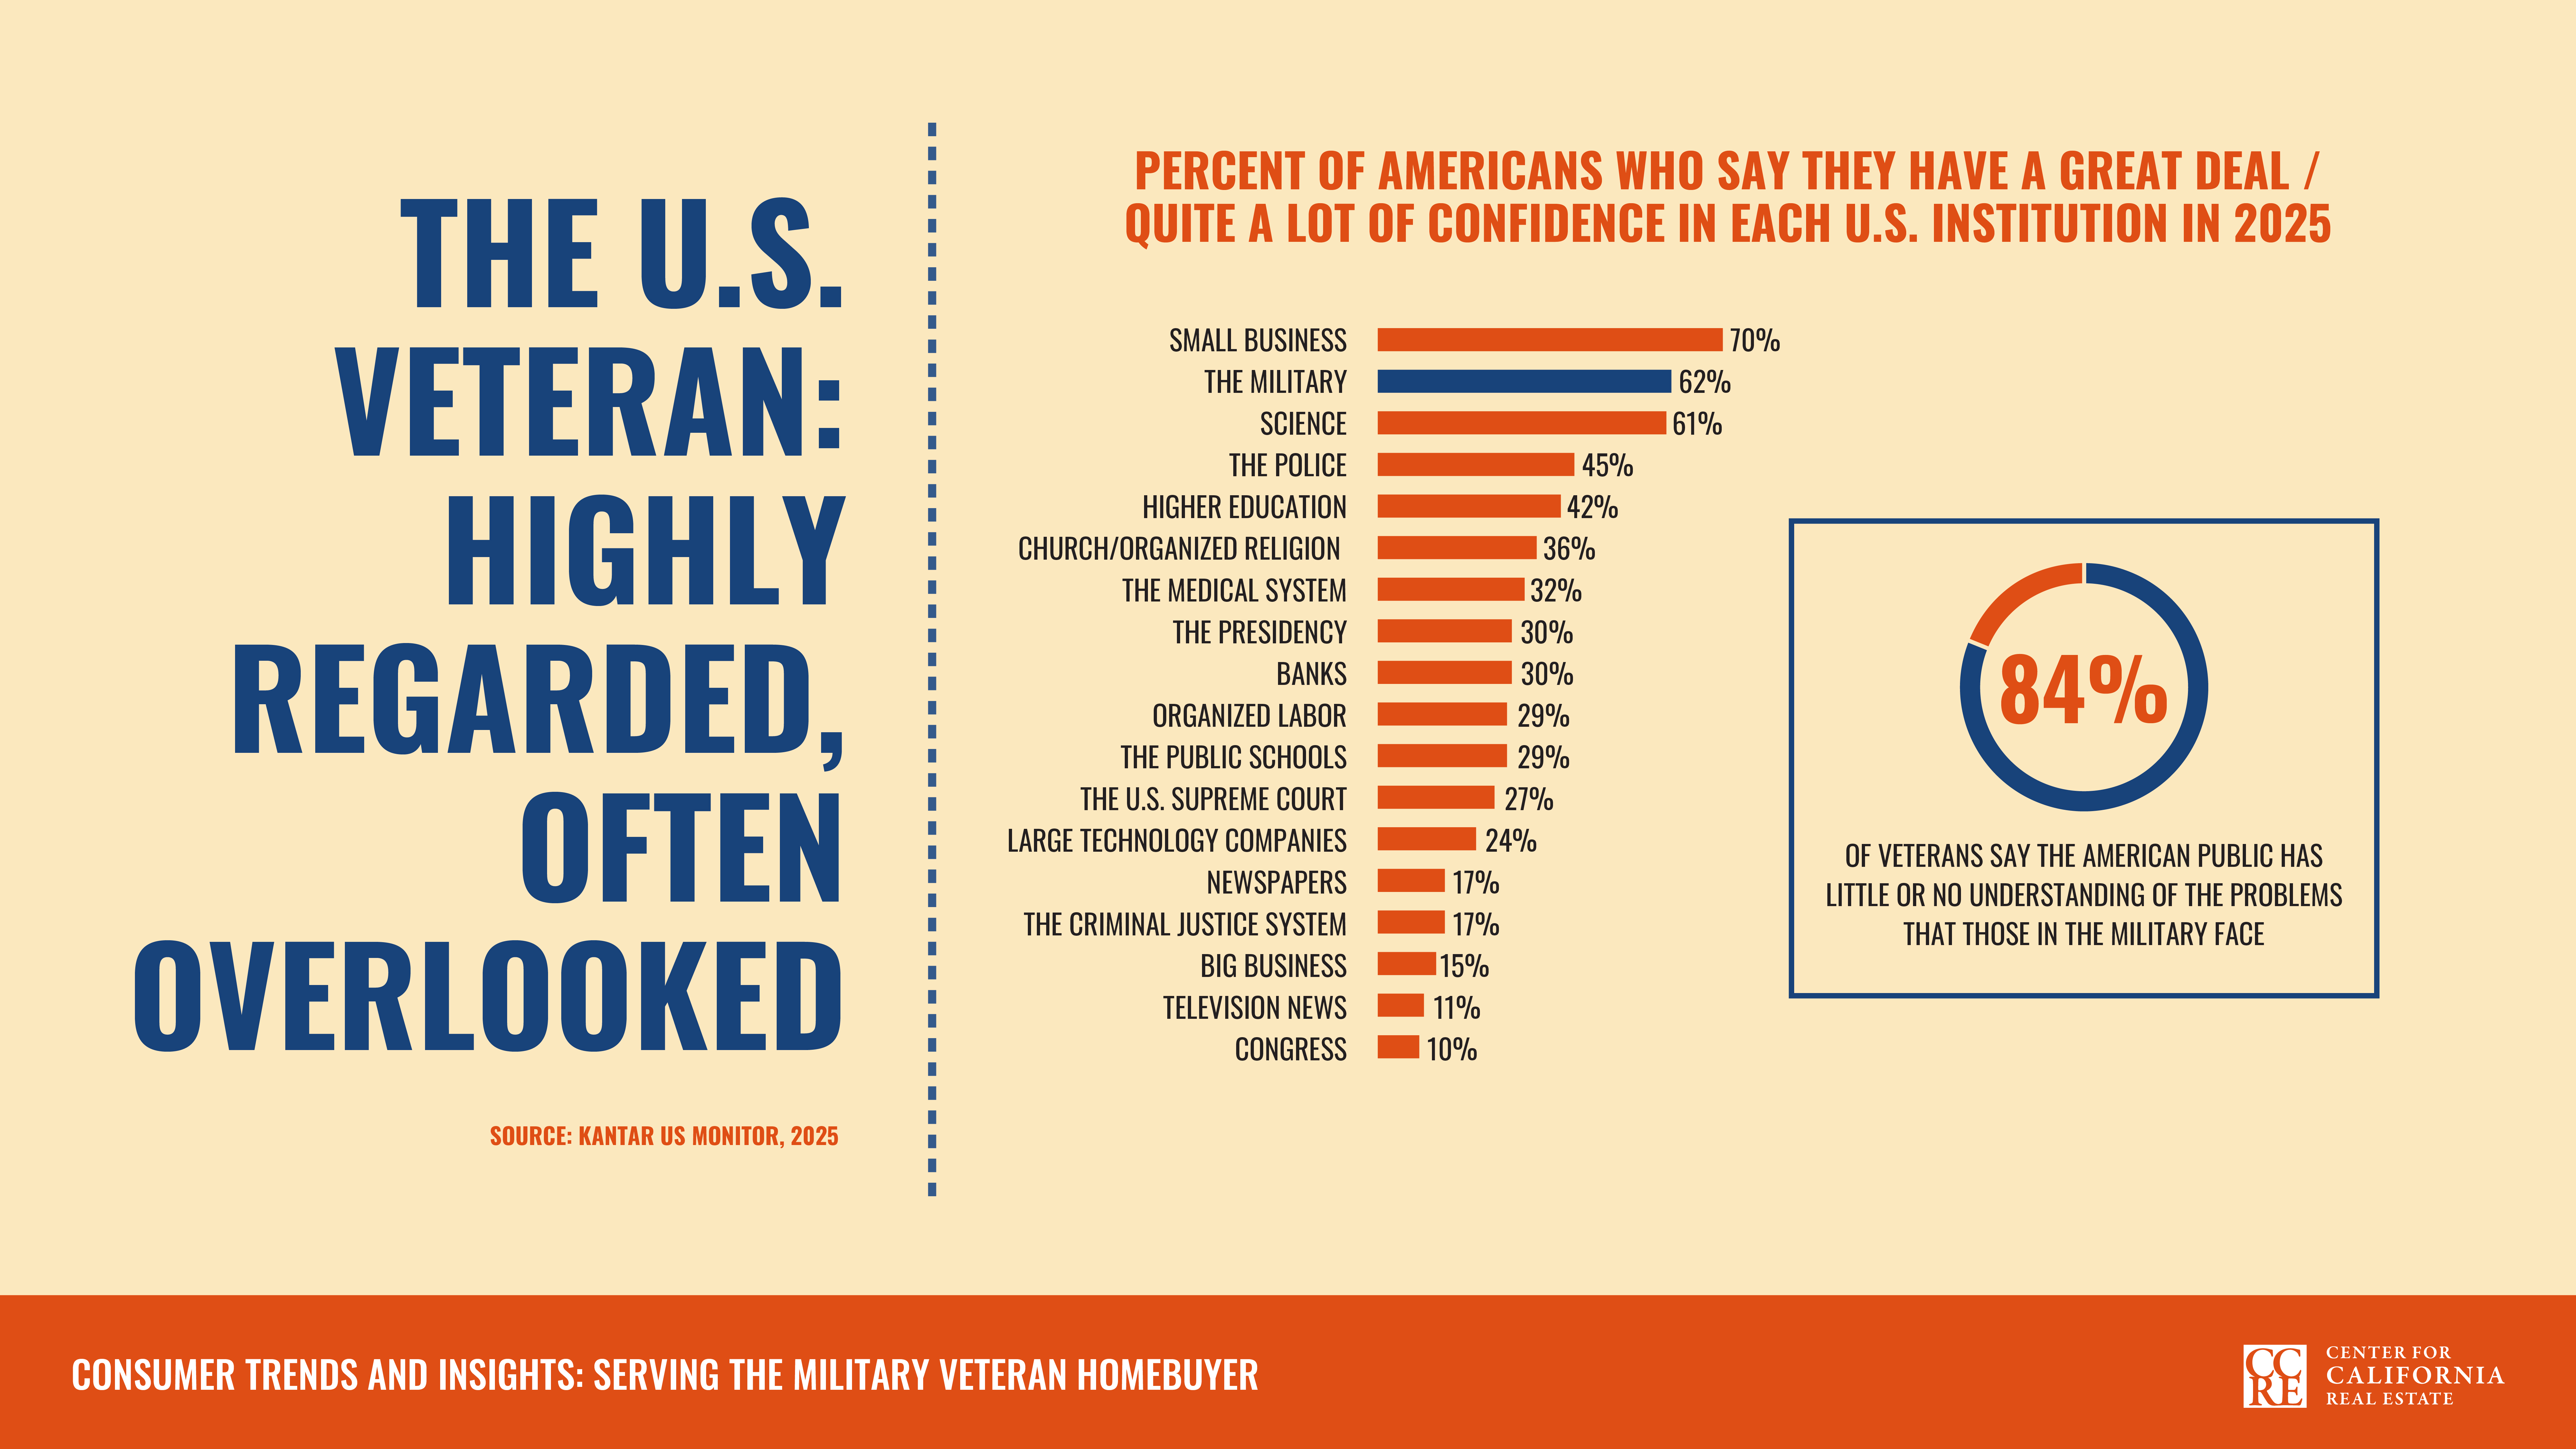 THE U.S.
VETERAN:
HIGHLY
REGARDED,
OFTEN
OVERLOOKED
SOURCE: KANTAR US MONITOR, 2025
PERCENT OF AMERICANS WHO SAY THEY HAVE A GREAT DEAL /
QUITE A LOT OF CONFIDENCE IN EACH U.S. INSTITUTION IN 2025
SMALL BUSINESS 70%
THE MILITARY 62%
SCIENCE 61%
THE POLICE 45%
HIGHER EDUCATION 42%
CHURCH/ORGANIZED RELIGION 36%
THE MEDICAL SYSTEM 32%
THE PRESIDENCY 30%
BANKS 30%
ORGANIZED LABOR 29%
THE PUBLIC SCHOOLS 29%
THE U.S. SUPREME COURT 27%
LARGE TECHNOLOGY COMPANIES 24%
NEWSPAPERS 17%
THE CRIMINAL JUSTICE SYSTEM 17%
BIG BUSINESS 15%
TELEVISION NEWS 11%
CONGRESS 10%
84%
OF VETERANS SAY THE AMERICAN PUBLIC HAS
LITTLE OR NO UNDERSTANDING OF THE PROBLEMS
THAT THOSE IN THE MILITARY FACE
CONSUMER TRENDS AND INSIGHTS: SERVING THE MILITARY VETERAN HOMEBUYER
CC
RE
CENTER FOR
CALIFORNIA
REAL ESTATE